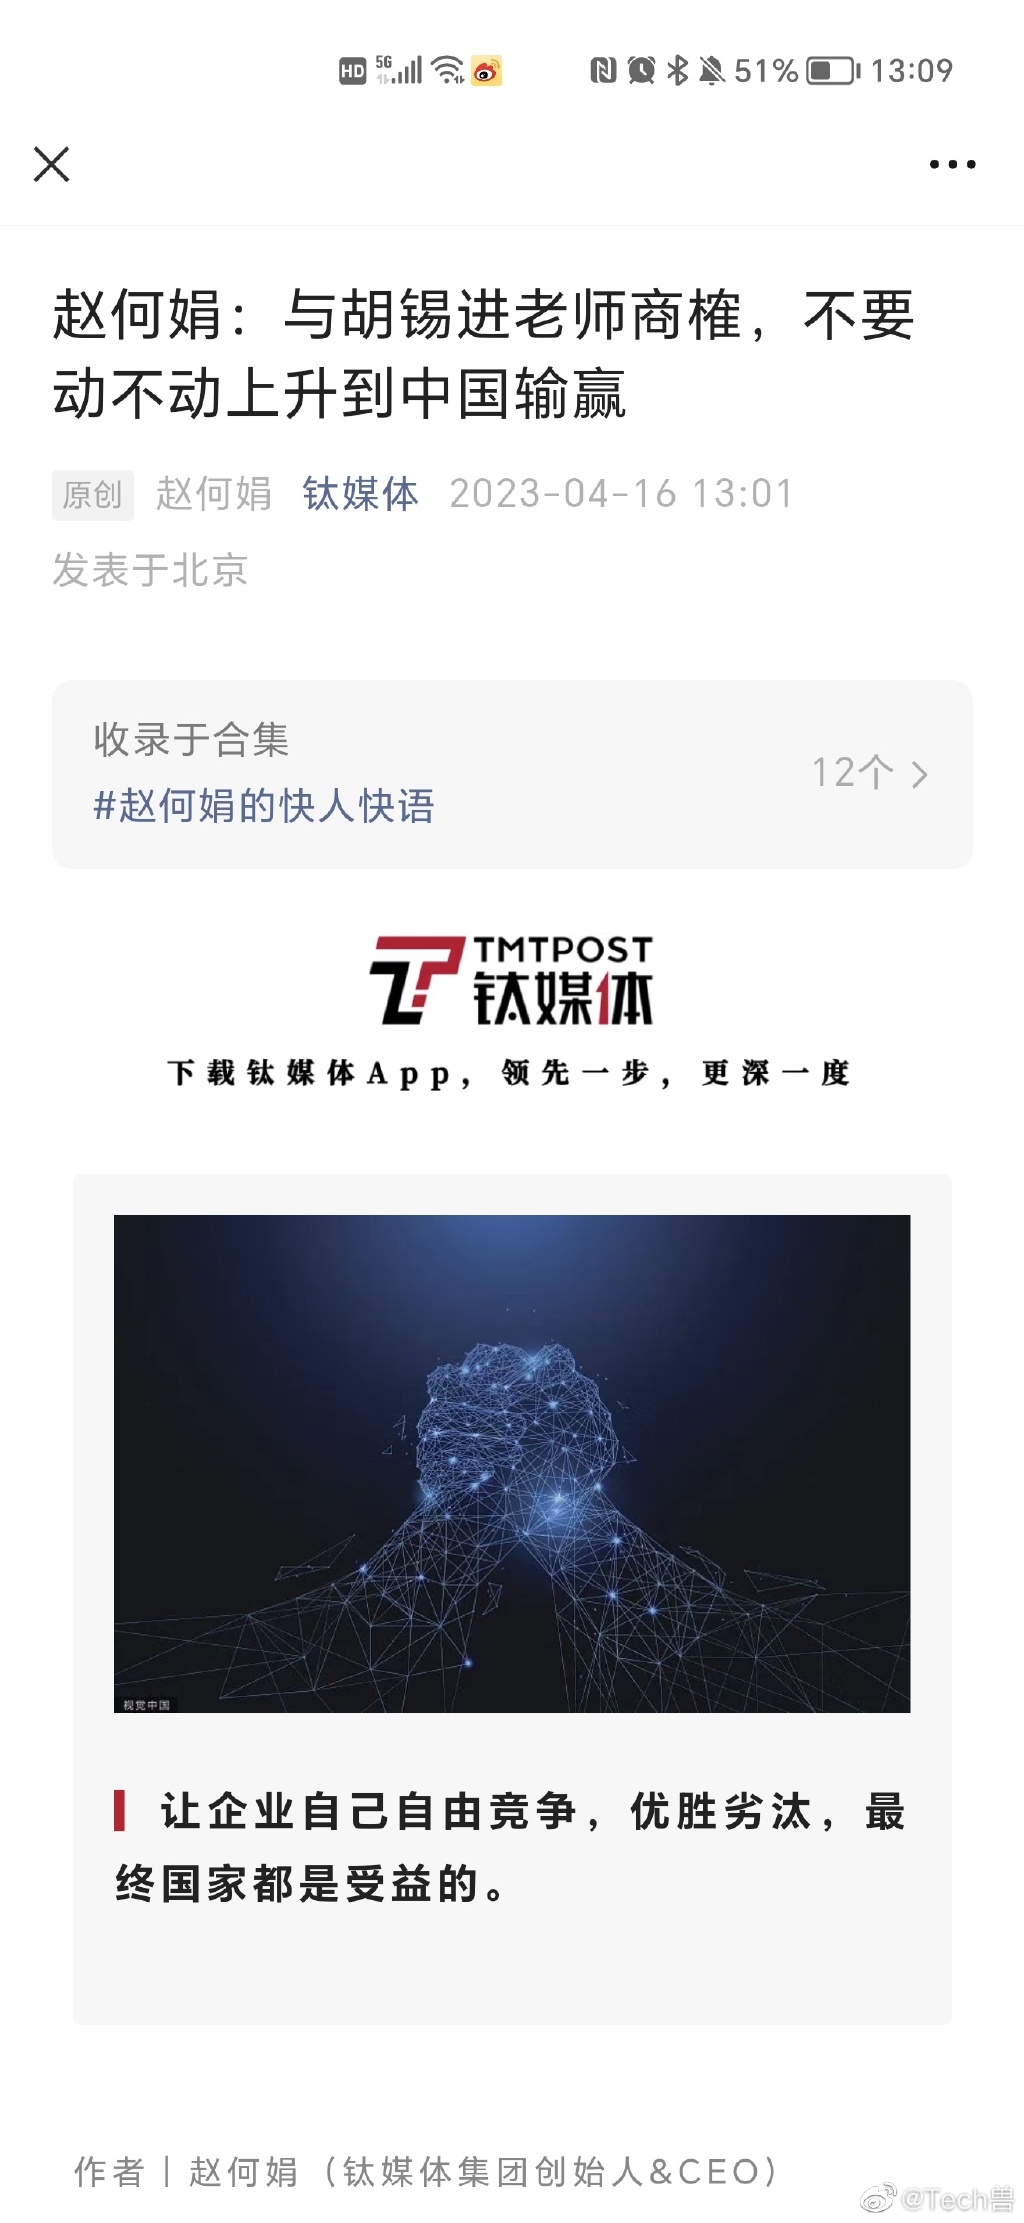 HD 5G 51% 13:09
赵何娟：与胡锡进老师商榷，不要
动不动上升到中国输赢
原创 赵何娟 钛媒体 2023-04-16 13:01
发表于北京
收录于合集
#赵何娟的快人快语
12个
TMTPOST
钛媒体
下载钛媒体App，领先一步，更深一度
视觉中国
让企业自己自由竞争，优胜劣汰，最
终国家都是受益的。
作者｜赵何娟（钛媒体集团创始人&CEO）
@Tech兽